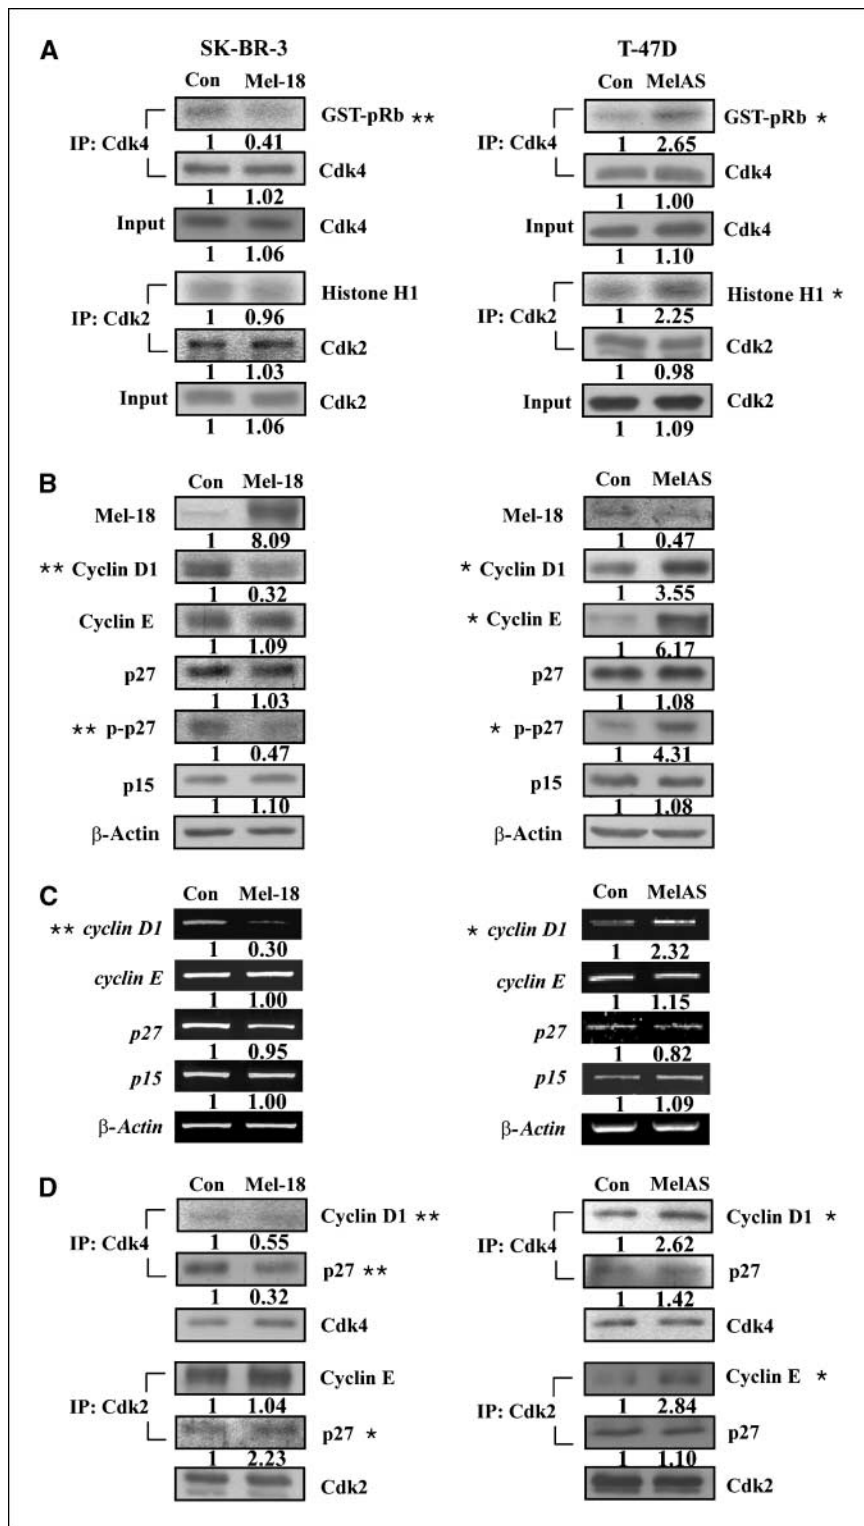 A
SK-BR-3
T-47D
Con Mel-18
Con MelAS
IP: Cdk4
GST-pRb **
1 0.41
Cdk4
1 1.02
Input
Cdk4
1 1.06
IP: Cdk2
Histone H1
1 0.96
Cdk2
1 1.03
Input
Cdk2
1 1.06
IP: Cdk4
GST-pRb *
1 2.65
Cdk4
1 1.00
Input
Cdk4
1 1.10
IP: Cdk2
Histone H1 *
1 2.25
Cdk2
1 0.98
Input
Cdk2
1 1.09
B
Con Mel-18
Mel-18
1 8.09
** Cyclin D1
1 0.32
Cyclin E
1 1.09
p27
1 1.03
** p-p27
1 0.47
p15
1 1.10
β-Actin
Con MelAS
Mel-18
1 0.47
* Cyclin D1
1 3.55
* Cyclin E
1 6.17
p27
1 1.08
* p-p27
1 4.31
p15
1 1.08
β-Actin
C
Con Mel-18
** cyclin D1
1 0.30
cyclin E
1 1.00
p27
1 0.95
p15
1 1.00
β-Actin
Con MelAS
* cyclin D1
1 2.32
cyclin E
1 1.15
p27
1 0.82
p15
1 1.09
β-Actin
D
Con Mel-18
IP: Cdk4
Cyclin D1 **
1 0.55
p27 **
1 0.32
Cdk4
IP: Cdk2
Cyclin E
1 1.04
p27 *
1 2.23
Cdk2
Con MelAS
IP: Cdk4
Cyclin D1 *
1 2.62
p27
1 1.42
Cdk4
IP: Cdk2
Cyclin E *
1 2.84
p27
1 1.10
Cdk2